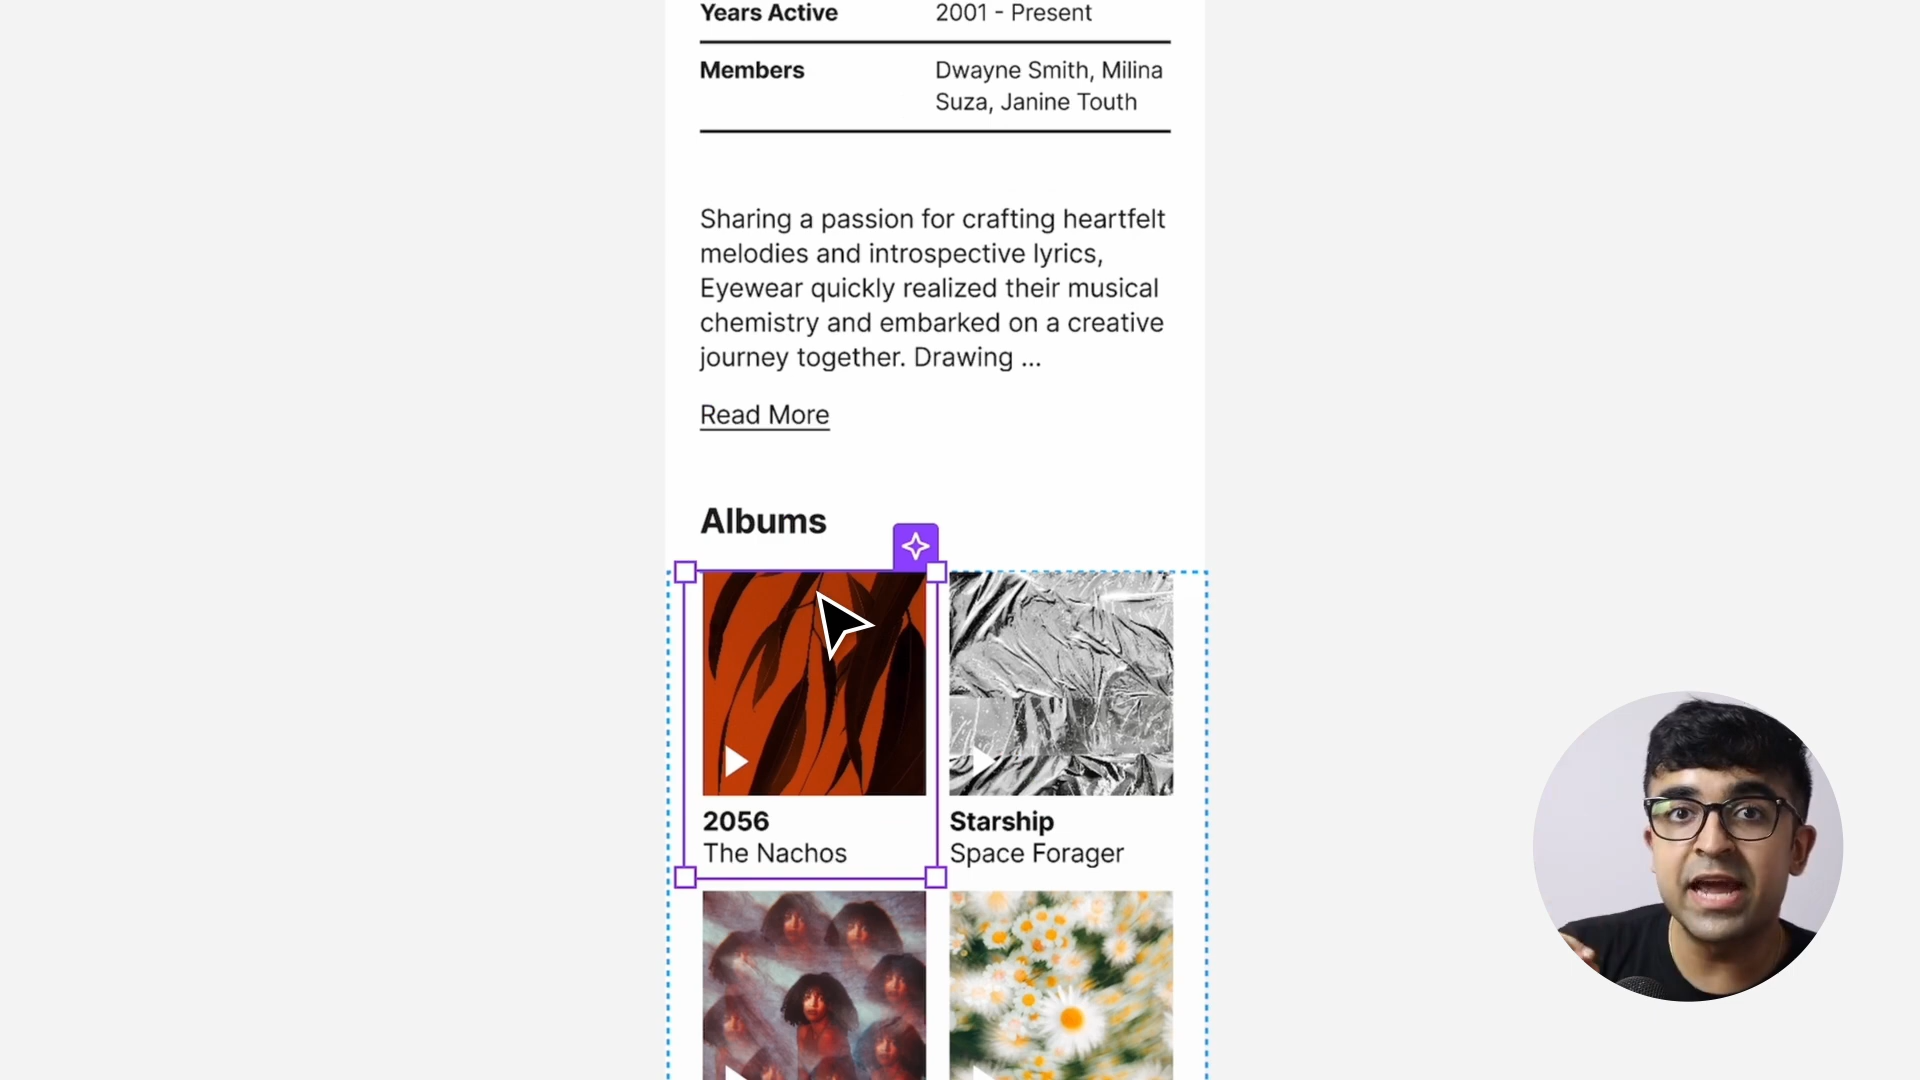 Years Active
2001 - Present
Members
Dwayne Smith, Milina
Suza, Janine Touth
Sharing a passion for crafting heartfelt
melodies and introspective lyrics,
Eyewear quickly realized their musical
chemistry and embarked on a creative
journey together. Drawing ...
Read More
Albums
2056
The Nachos
Starship
Space Forager